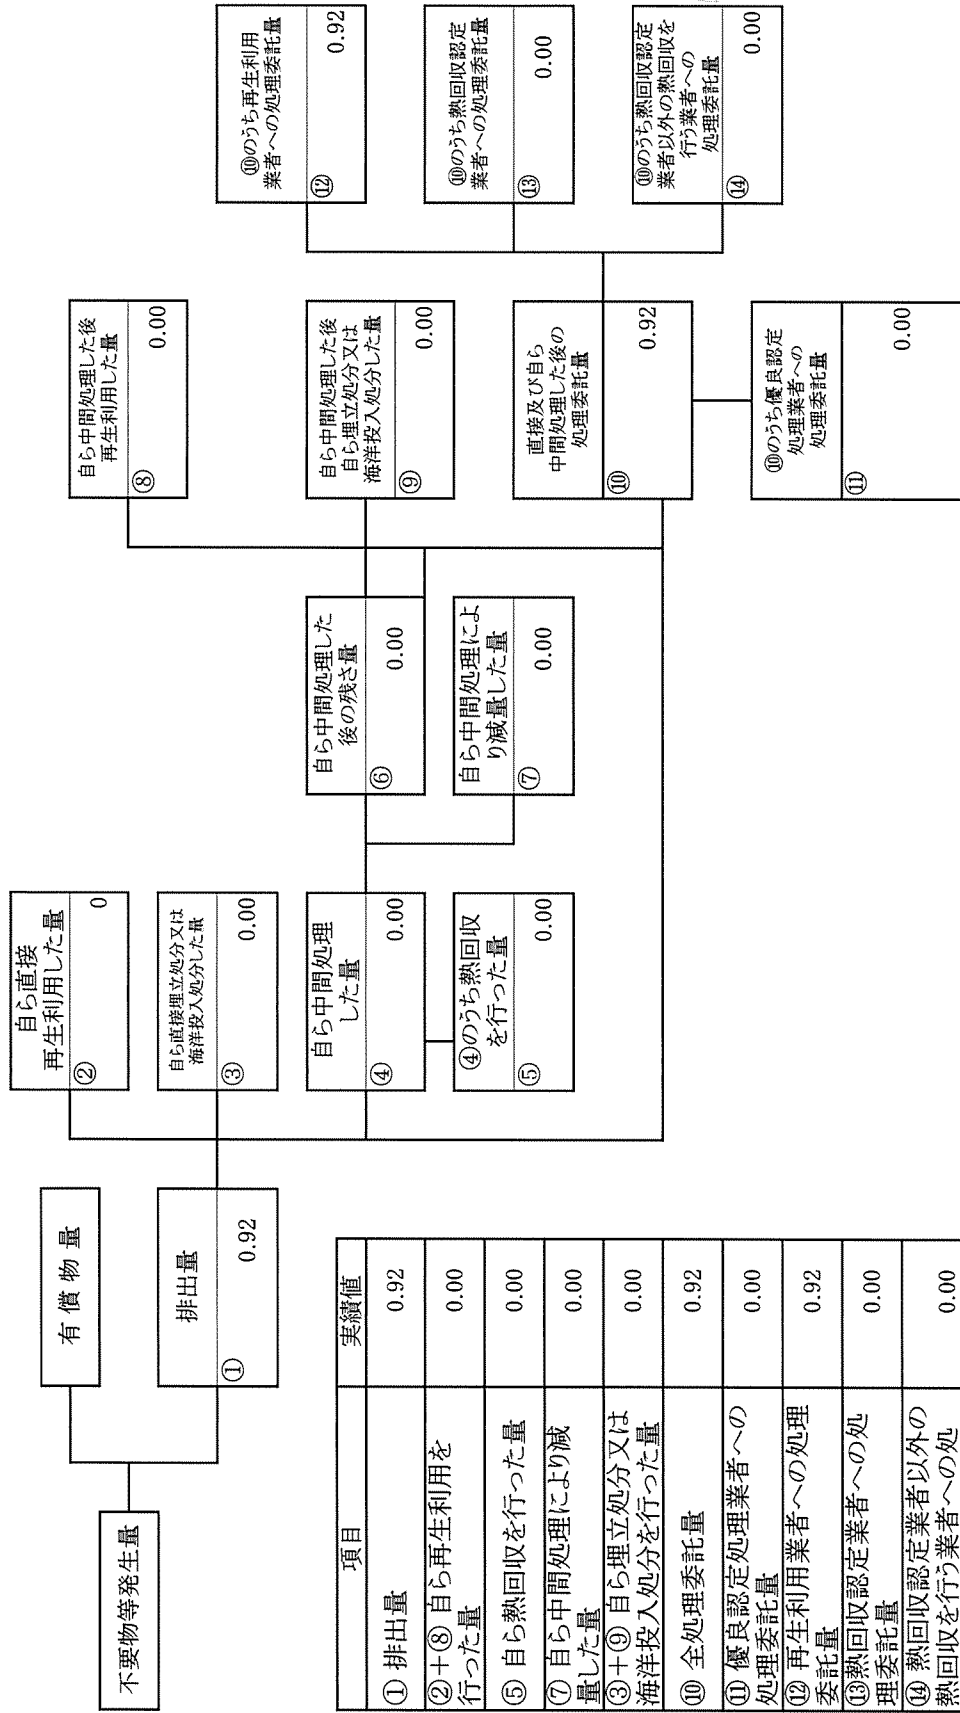 不要物等発生量
有償物量
排出量
①
0.92
自ら直接
再生利用した量
②
0
自ら直接埋立処分又は
海洋投入処分した量
③
0.00
自ら中間処理
した量
④
0.00
④のうち熱回収
を行った量
⑤
0.00
自ら中間処理した
後の残さ量
⑥
0.00
自ら中間処理によ
り減量した量
⑦
0.00
自ら中間処理した後
再生利用した量
⑧
0.00
自ら中間処理した後
自ら埋立処分又は
海洋投入処分した量
⑨
0.00
直接及び自ら
中間処理した後の
処理委託量
⑩
0.92
⑩のうち優良認定
処理業者への
処理委託量
⑪
0.00
⑩のうち再生利用
業者への処理委託量
⑫
0.92
⑩のうち熱回収認定
業者への処理委託量
⑬
0.00
⑩のうち熱回収認定
業者以外の熱回収を
行う業者への
処理委託量
⑭
0.00
項目 実績値
① 排出量 0.92
②+⑧ 自ら再生利用を
行った量 0.00
⑤ 自ら熱回収を行った量 0.00
⑦ 自ら中間処理により減
量した量 0.00
③+⑨ 自ら埋立処分又は
海洋投入処分を行った量 0.00
⑩ 全処理委託量 0.92
⑪ 優良認定処理業者への
処理委託量 0.00
⑫ 再生利用業者への処理
委託量 0.92
⑬熱回収認定業者への処
理委託量 0.00
⑭ 熱回収認定業者以外の
熱回収を行う業者への処 0.00